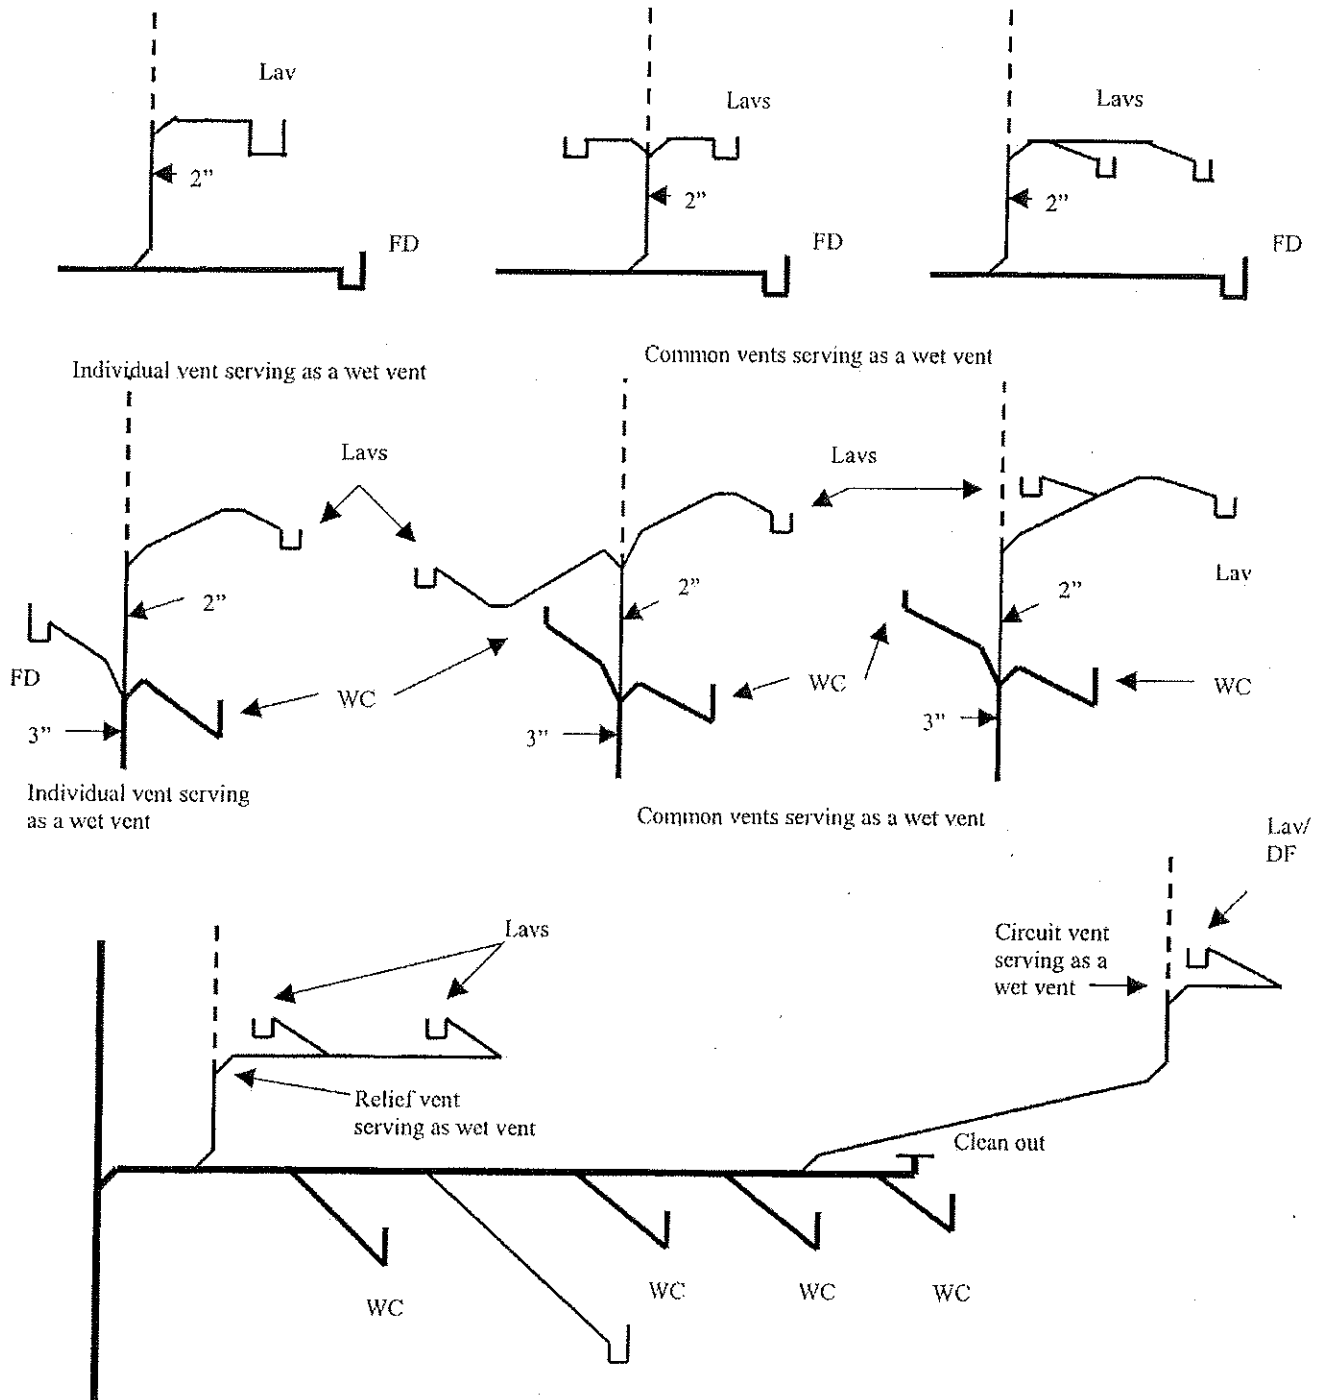 Lav
Lavs
Lavs
2”
2”
2”
FD
FD
FD
Individual vent serving as a wet vent
Common vents serving as a wet vent
Lavs
Lavs
Lav
2”
2”
2”
FD
WC
WC
WC
3”
3”
3”
Individual vent serving
as a wet vent
Common vents serving as a wet vent
Lav/
DF
Lavs
Circuit vent
serving as a
wet vent
Relief vent
serving as wet vent
Clean out
WC
WC
WC
WC